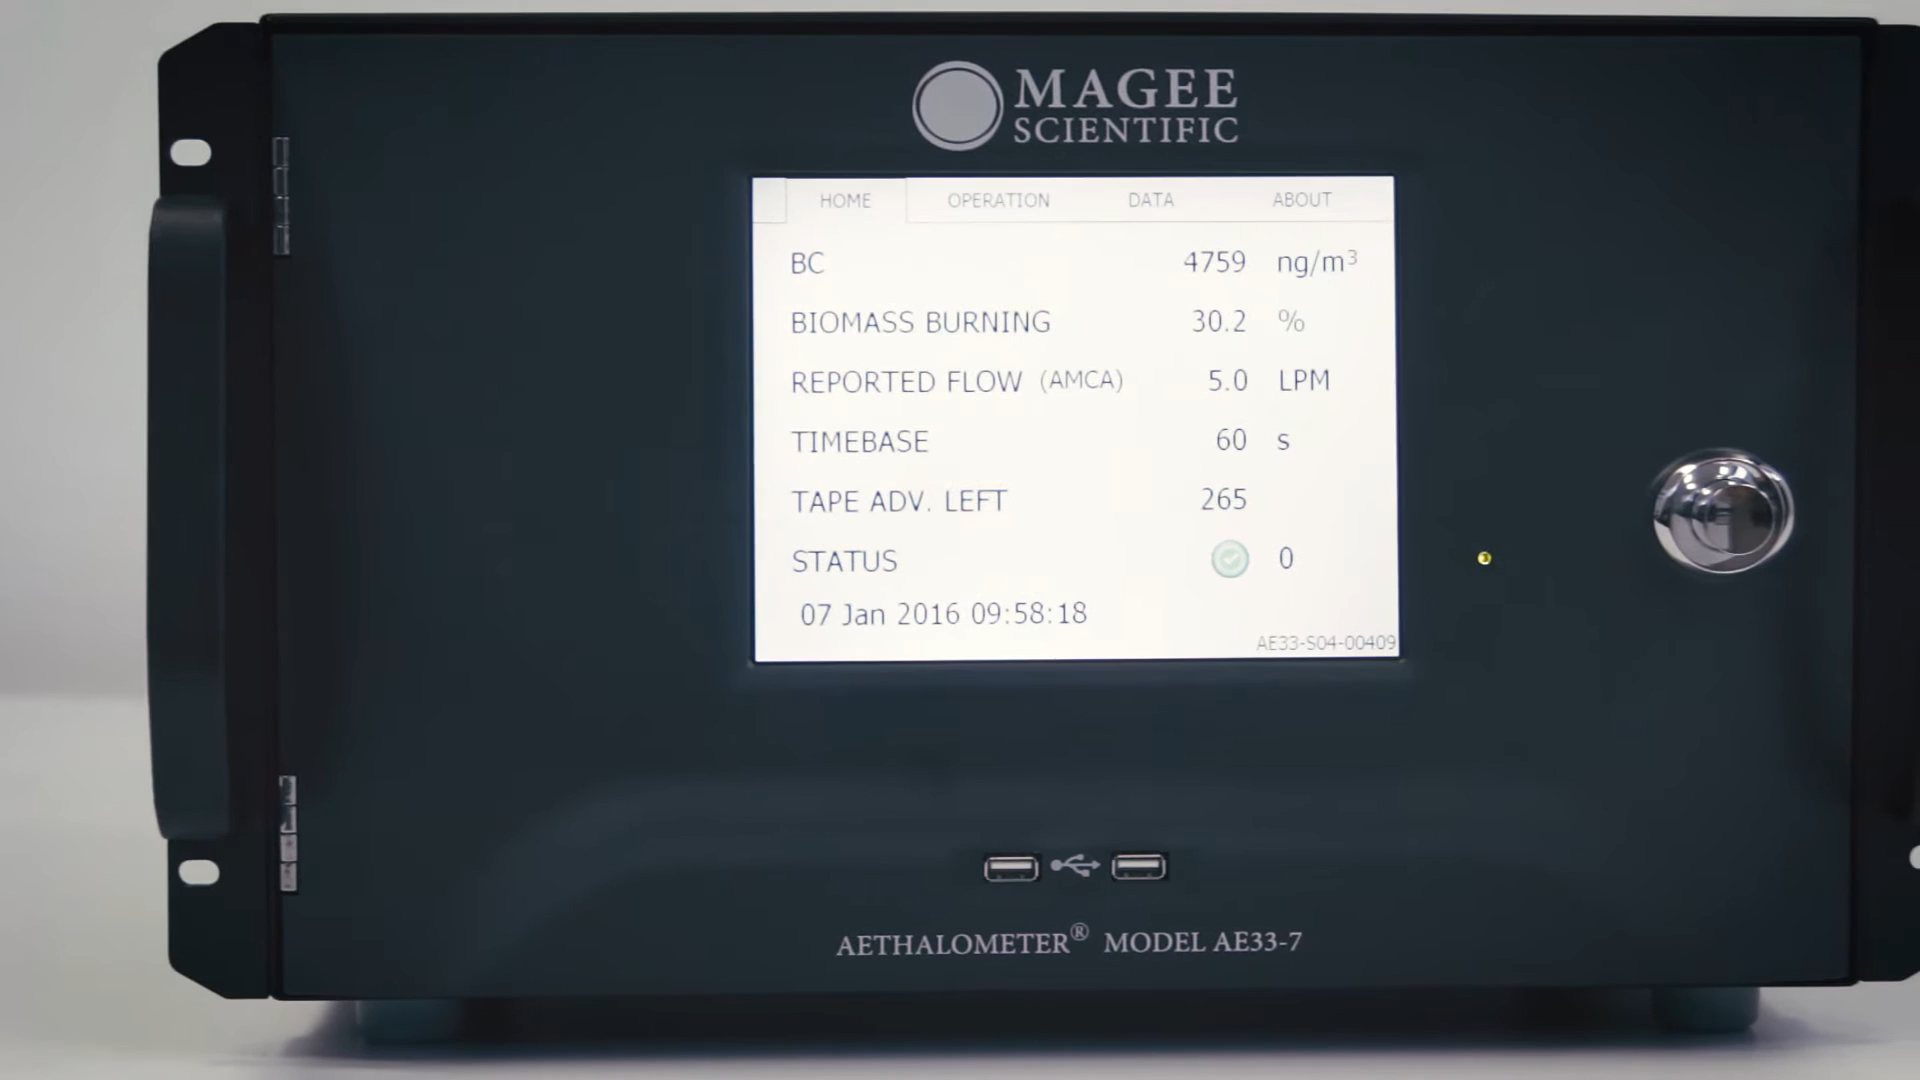 MAGEE
SCIENTIFIC
HOME OPERATION DATA ABOUT
BC 4759 ng/m³
BIOMASS BURNING 30.2 %
REPORTED FLOW (AMCA) 5.0 LPM
TIMEBASE 60 s
TAPE ADV. LEFT 265
STATUS 0
07 Jan 2016 09:58:18
AE33-S04-00409
AETHALOMETER® MODEL AE33-7